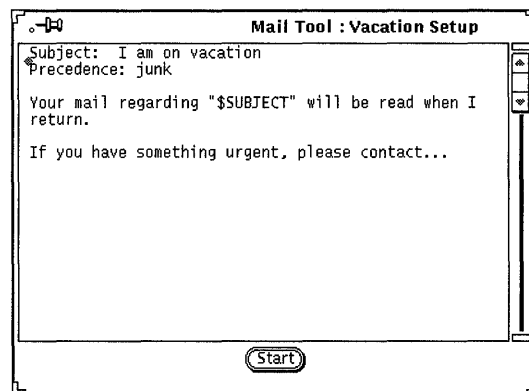 Mail Tool : Vacation Setup
Subject:  I am on vacation
Precedence: junk
Your mail regarding "$SUBJECT" will be read when I
return.
If you have something urgent, please contact...
Start